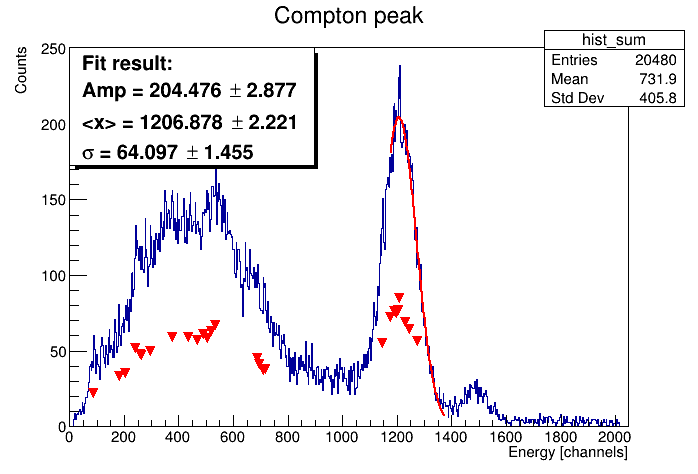 Compton peak
hist_sum
Entries 20480
Mean 731.9
Std Dev 405.8
Fit result:
Amp = 204.476 ± 2.877
<x> = 1206.878 ± 2.221
σ = 64.097 ± 1.455
Counts
250
200
150
100
50
0
0 200 400 600 800 1000 1200 1400 1600 1800 2000
Energy [channels]